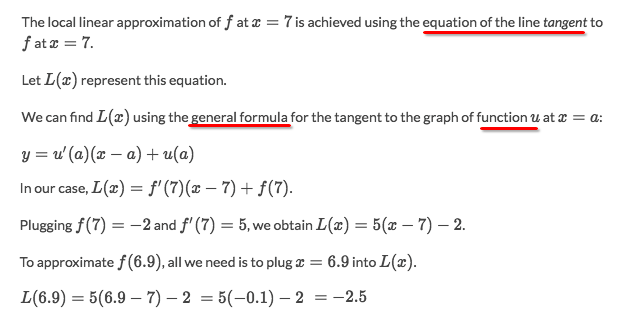 The local linear approximation of f at x = 7 is achieved using the equation of the line tangent to
f at x = 7.
Let L(x) represent this equation.
We can find L(x) using the general formula for the tangent to the graph of function u at x = a:
y = u′(a)(x − a) + u(a)
In our case, L(x) = f′(7)(x − 7) + f(7).
Plugging f(7) = −2 and f′(7) = 5, we obtain L(x) = 5(x − 7) − 2.
To approximate f(6.9), all we need is to plug x = 6.9 into L(x).
L(6.9) = 5(6.9 − 7) − 2 = 5(−0.1) − 2 = −2.5